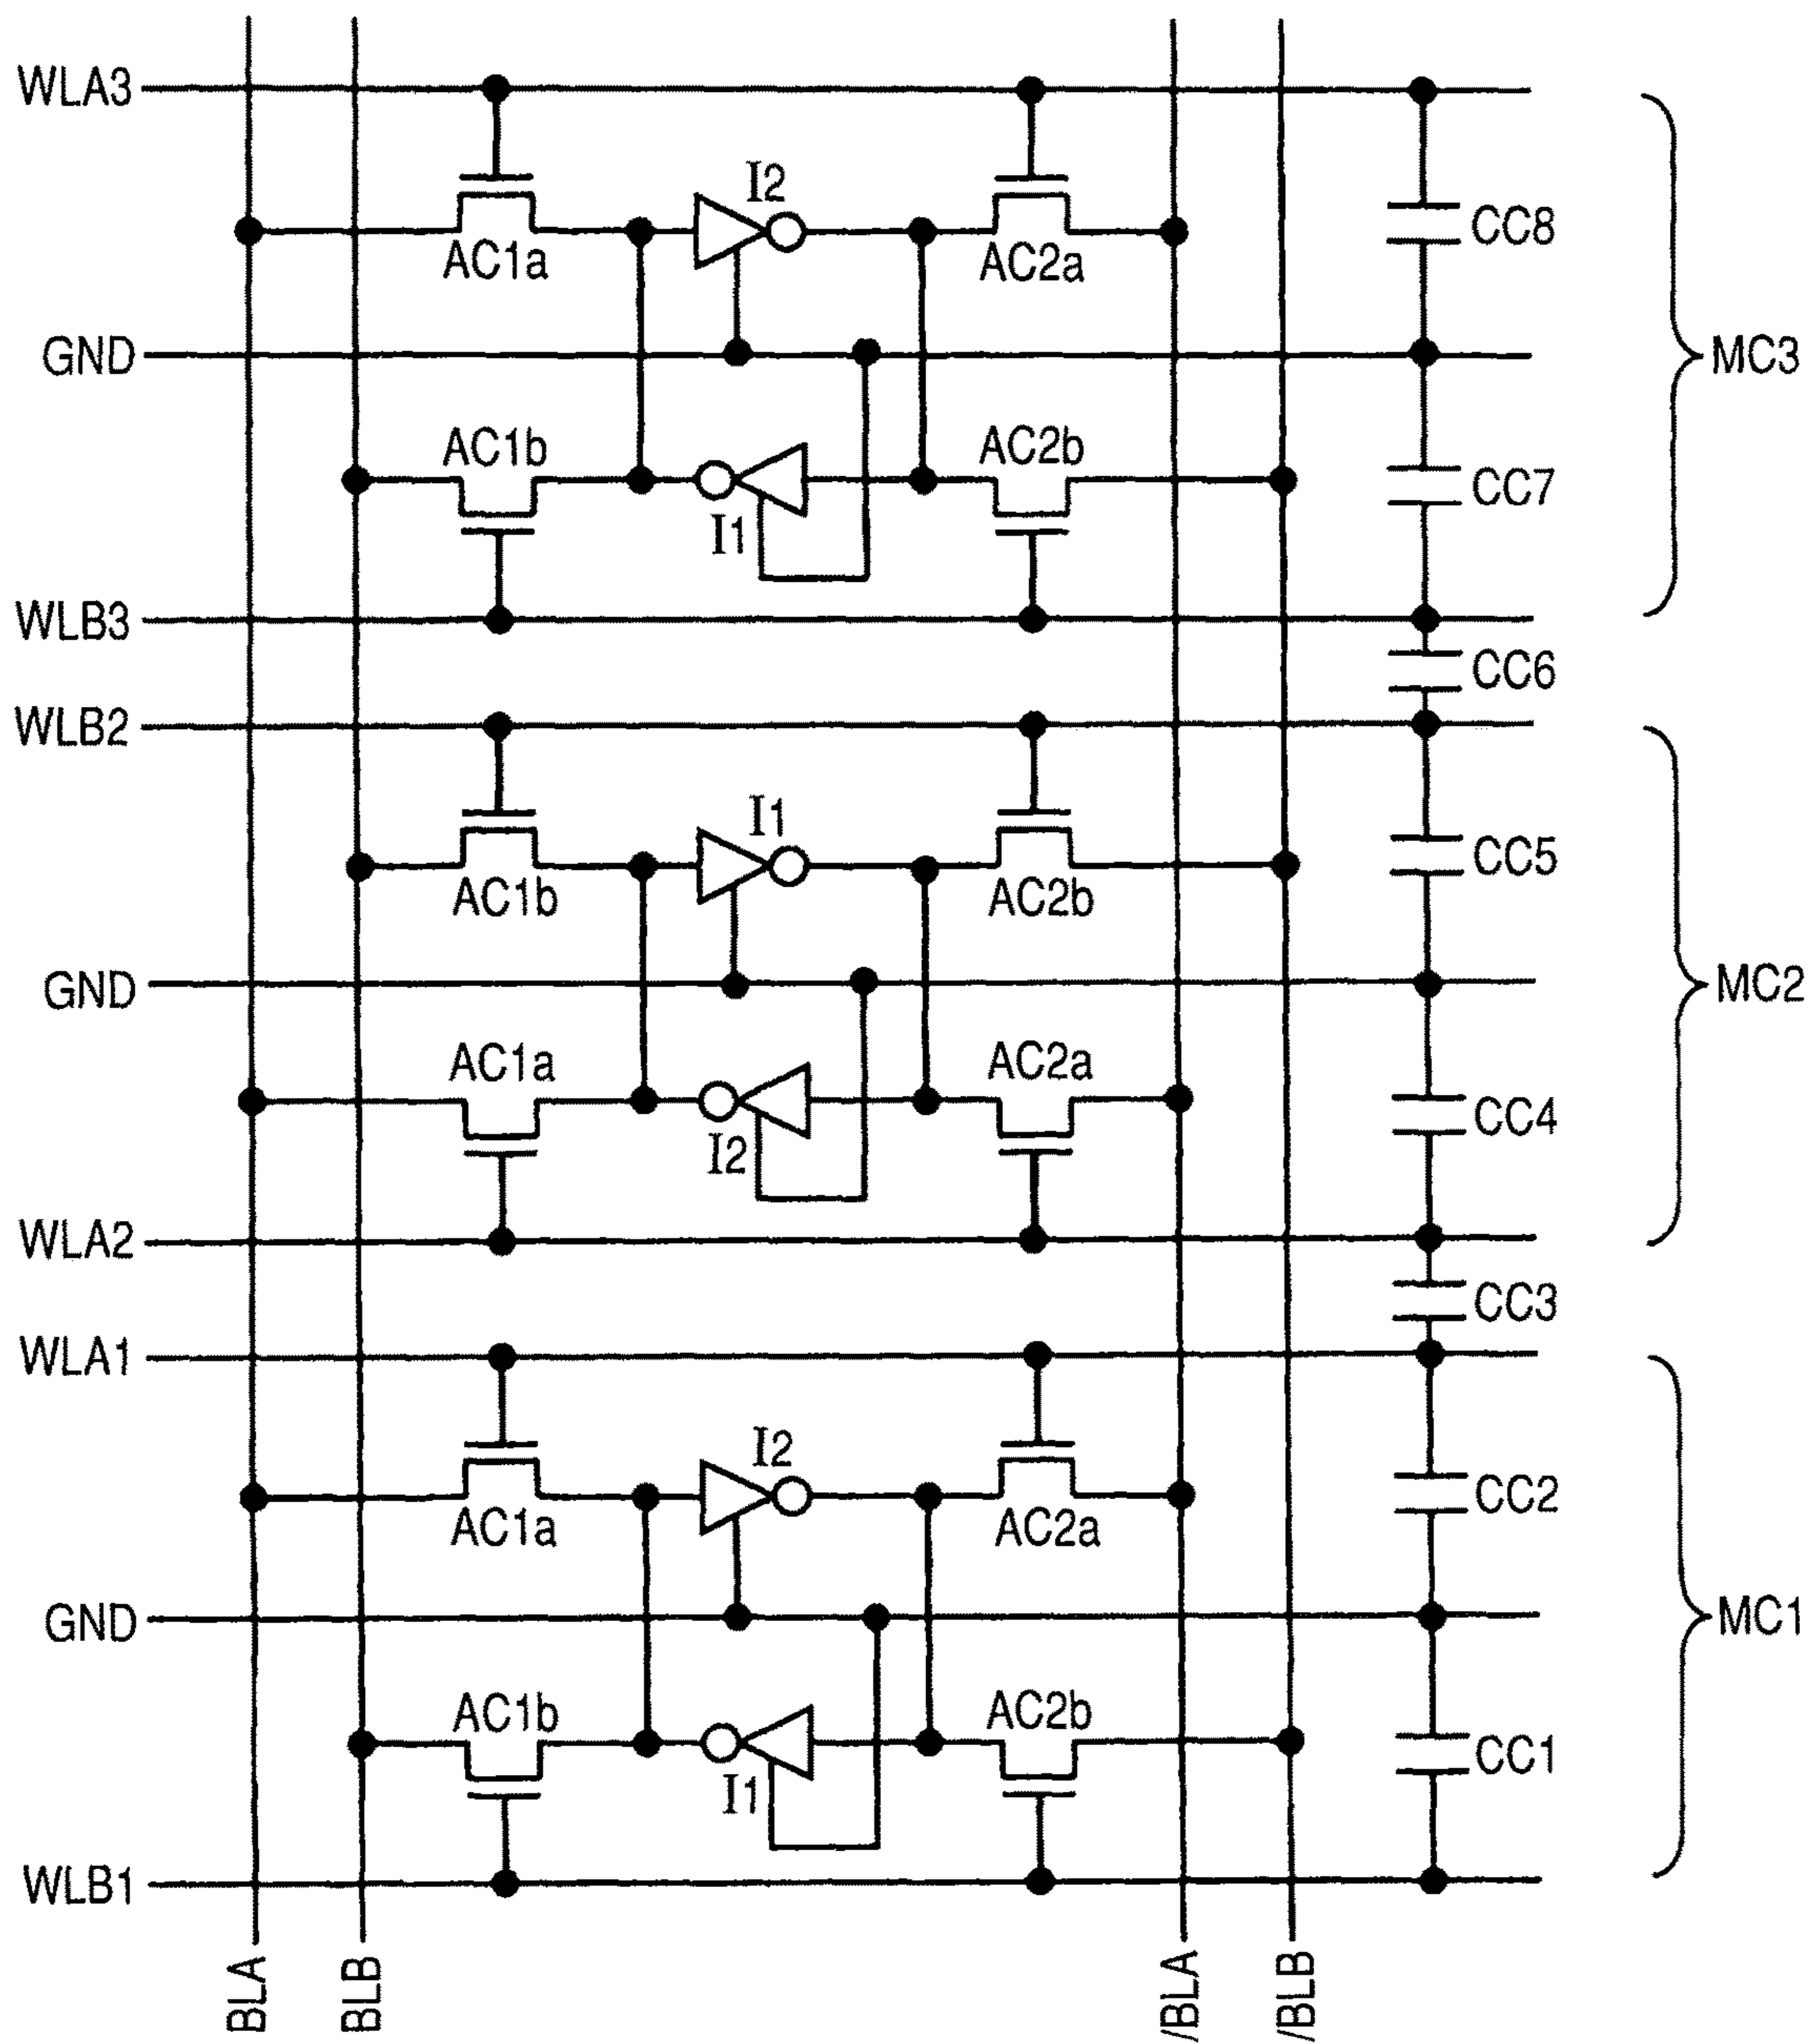 WLA3
I2
AC1a
AC2a
CC8
GND
MC3
AC1b
AC2b
I1
CC7
WLB3
CC6
WLB2
I1
AC1b
AC2b
CC5
GND
MC2
AC1a
AC2a
I2
CC4
WLA2
CC3
WLA1
I2
AC1a
AC2a
CC2
GND
MC1
AC1b
AC2b
I1
CC1
WLB1
BLA
BLB
/BLA
/BLB